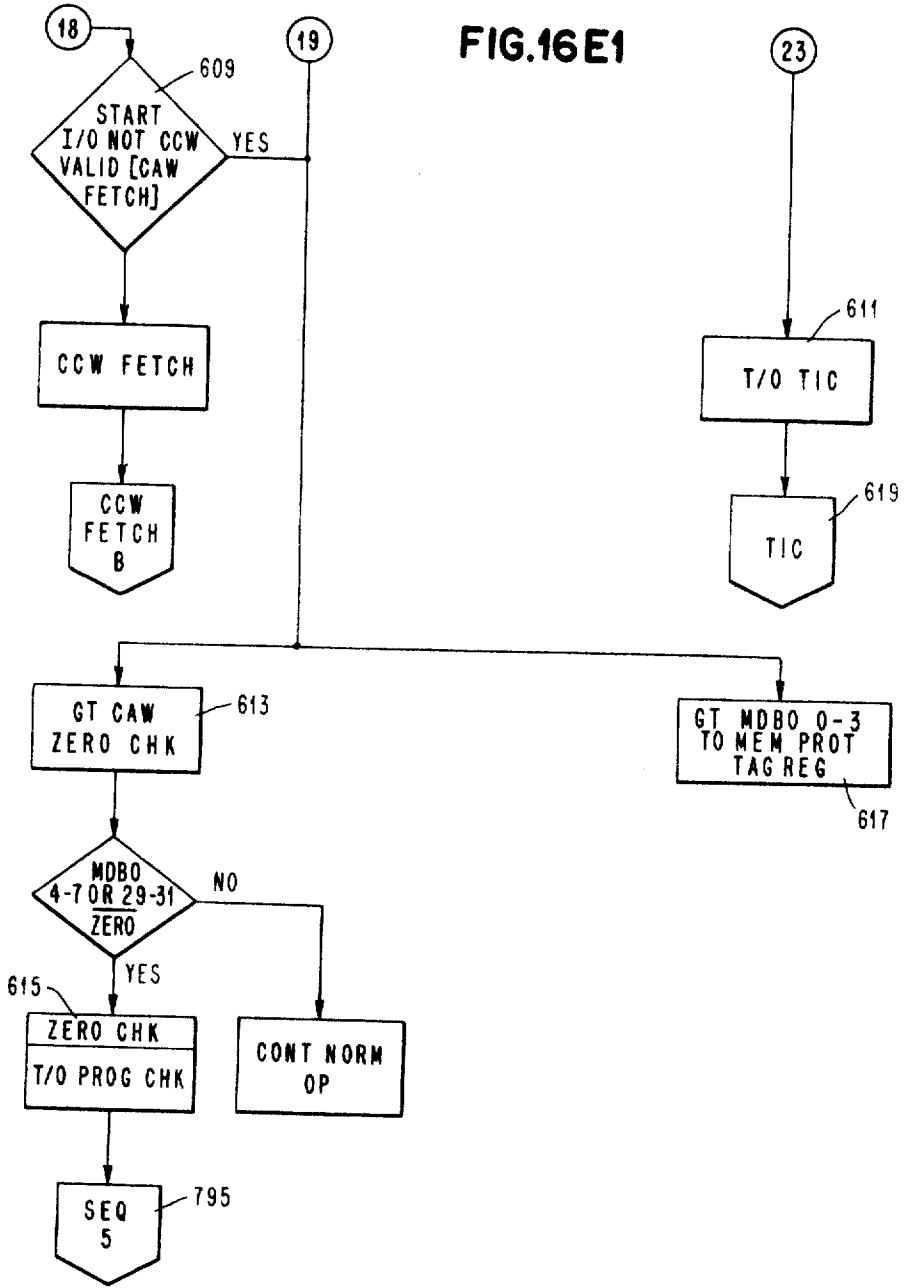 18
19
FIG.16E1
23
609
START
I/O NOT CCW
VALID [CAW
FETCH]
YES
CCW FETCH
611
T/O TIC
CCW
FETCH
B
619
TIC
GT CAW
ZERO CHK
613
GT MDBO 0-3
TO MEM PROT
TAG REG
617
MDBO
4-7 OR 29-31
ZERO
NO
YES
615
ZERO CHK
T/O PROG CHK
CONT NORM
OP
SEQ
5
795